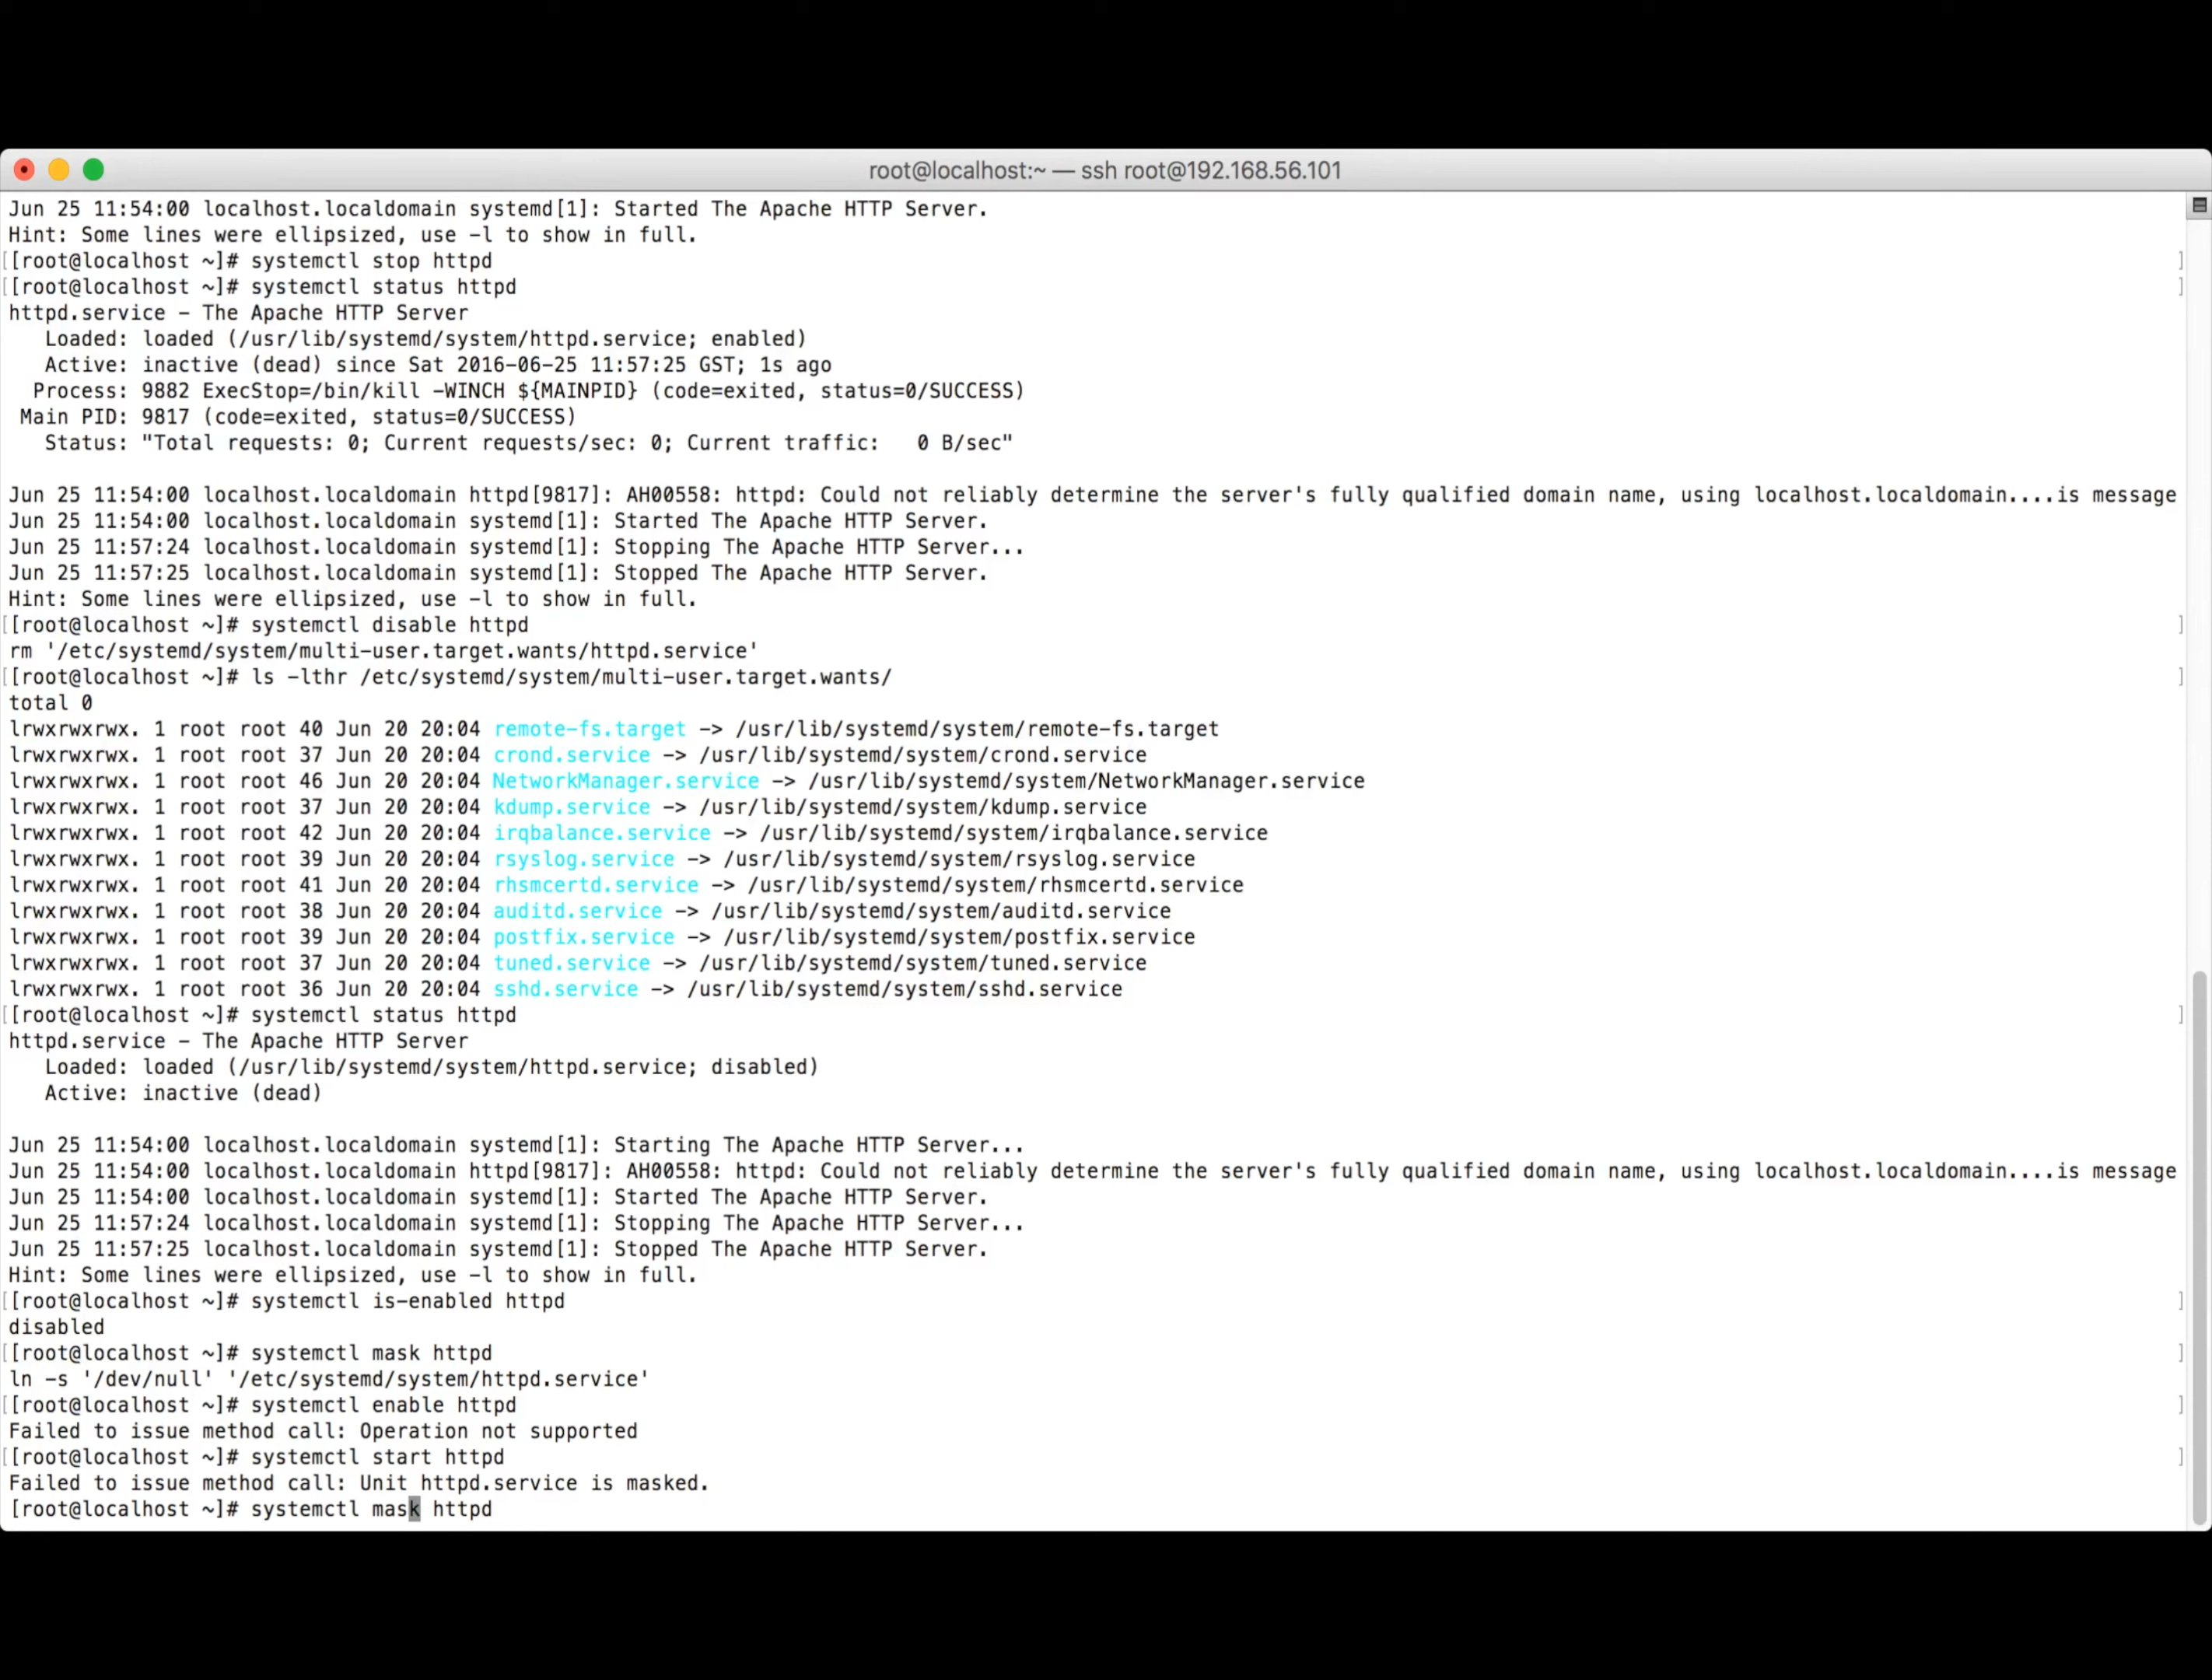 root@localhost:~ — ssh root@192.168.56.101
Jun 25 11:54:00 localhost.localdomain systemd[1]: Started The Apache HTTP Server.
Hint: Some lines were ellipsized, use -l to show in full.
[[root@localhost ~]# systemctl stop httpd ]
[[root@localhost ~]# systemctl status httpd ]
httpd.service - The Apache HTTP Server
   Loaded: loaded (/usr/lib/systemd/system/httpd.service; enabled)
   Active: inactive (dead) since Sat 2016-06-25 11:57:25 GST; 1s ago
  Process: 9882 ExecStop=/bin/kill -WINCH ${MAINPID} (code=exited, status=0/SUCCESS)
 Main PID: 9817 (code=exited, status=0/SUCCESS)
   Status: "Total requests: 0; Current requests/sec: 0; Current traffic:   0 B/sec"

Jun 25 11:54:00 localhost.localdomain httpd[9817]: AH00558: httpd: Could not reliably determine the server's fully qualified domain name, using localhost.localdomain....is message
Jun 25 11:54:00 localhost.localdomain systemd[1]: Started The Apache HTTP Server.
Jun 25 11:57:24 localhost.localdomain systemd[1]: Stopping The Apache HTTP Server...
Jun 25 11:57:25 localhost.localdomain systemd[1]: Stopped The Apache HTTP Server.
Hint: Some lines were ellipsized, use -l to show in full.
[[root@localhost ~]# systemctl disable httpd ]
rm '/etc/systemd/system/multi-user.target.wants/httpd.service'
[[root@localhost ~]# ls -lthr /etc/systemd/system/multi-user.target.wants/ ]
total 0
lrwxrwxrwx. 1 root root 40 Jun 20 20:04 remote-fs.target -> /usr/lib/systemd/system/remote-fs.target
lrwxrwxrwx. 1 root root 37 Jun 20 20:04 crond.service -> /usr/lib/systemd/system/crond.service
lrwxrwxrwx. 1 root root 46 Jun 20 20:04 NetworkManager.service -> /usr/lib/systemd/system/NetworkManager.service
lrwxrwxrwx. 1 root root 37 Jun 20 20:04 kdump.service -> /usr/lib/systemd/system/kdump.service
lrwxrwxrwx. 1 root root 42 Jun 20 20:04 irqbalance.service -> /usr/lib/systemd/system/irqbalance.service
lrwxrwxrwx. 1 root root 39 Jun 20 20:04 rsyslog.service -> /usr/lib/systemd/system/rsyslog.service
lrwxrwxrwx. 1 root root 41 Jun 20 20:04 rhsmcertd.service -> /usr/lib/systemd/system/rhsmcertd.service
lrwxrwxrwx. 1 root root 38 Jun 20 20:04 auditd.service -> /usr/lib/systemd/system/auditd.service
lrwxrwxrwx. 1 root root 39 Jun 20 20:04 postfix.service -> /usr/lib/systemd/system/postfix.service
lrwxrwxrwx. 1 root root 37 Jun 20 20:04 tuned.service -> /usr/lib/systemd/system/tuned.service
lrwxrwxrwx. 1 root root 36 Jun 20 20:04 sshd.service -> /usr/lib/systemd/system/sshd.service
[[root@localhost ~]# systemctl status httpd ]
httpd.service - The Apache HTTP Server
   Loaded: loaded (/usr/lib/systemd/system/httpd.service; disabled)
   Active: inactive (dead)

Jun 25 11:54:00 localhost.localdomain systemd[1]: Starting The Apache HTTP Server...
Jun 25 11:54:00 localhost.localdomain httpd[9817]: AH00558: httpd: Could not reliably determine the server's fully qualified domain name, using localhost.localdomain....is message
Jun 25 11:54:00 localhost.localdomain systemd[1]: Started The Apache HTTP Server.
Jun 25 11:57:24 localhost.localdomain systemd[1]: Stopping The Apache HTTP Server...
Jun 25 11:57:25 localhost.localdomain systemd[1]: Stopped The Apache HTTP Server.
Hint: Some lines were ellipsized, use -l to show in full.
[[root@localhost ~]# systemctl is-enabled httpd ]
disabled
[[root@localhost ~]# systemctl mask httpd ]
ln -s '/dev/null' '/etc/systemd/system/httpd.service'
[[root@localhost ~]# systemctl enable httpd ]
Failed to issue method call: Operation not supported
[[root@localhost ~]# systemctl start httpd ]
Failed to issue method call: Unit httpd.service is masked.
[root@localhost ~]# systemctl mask httpd